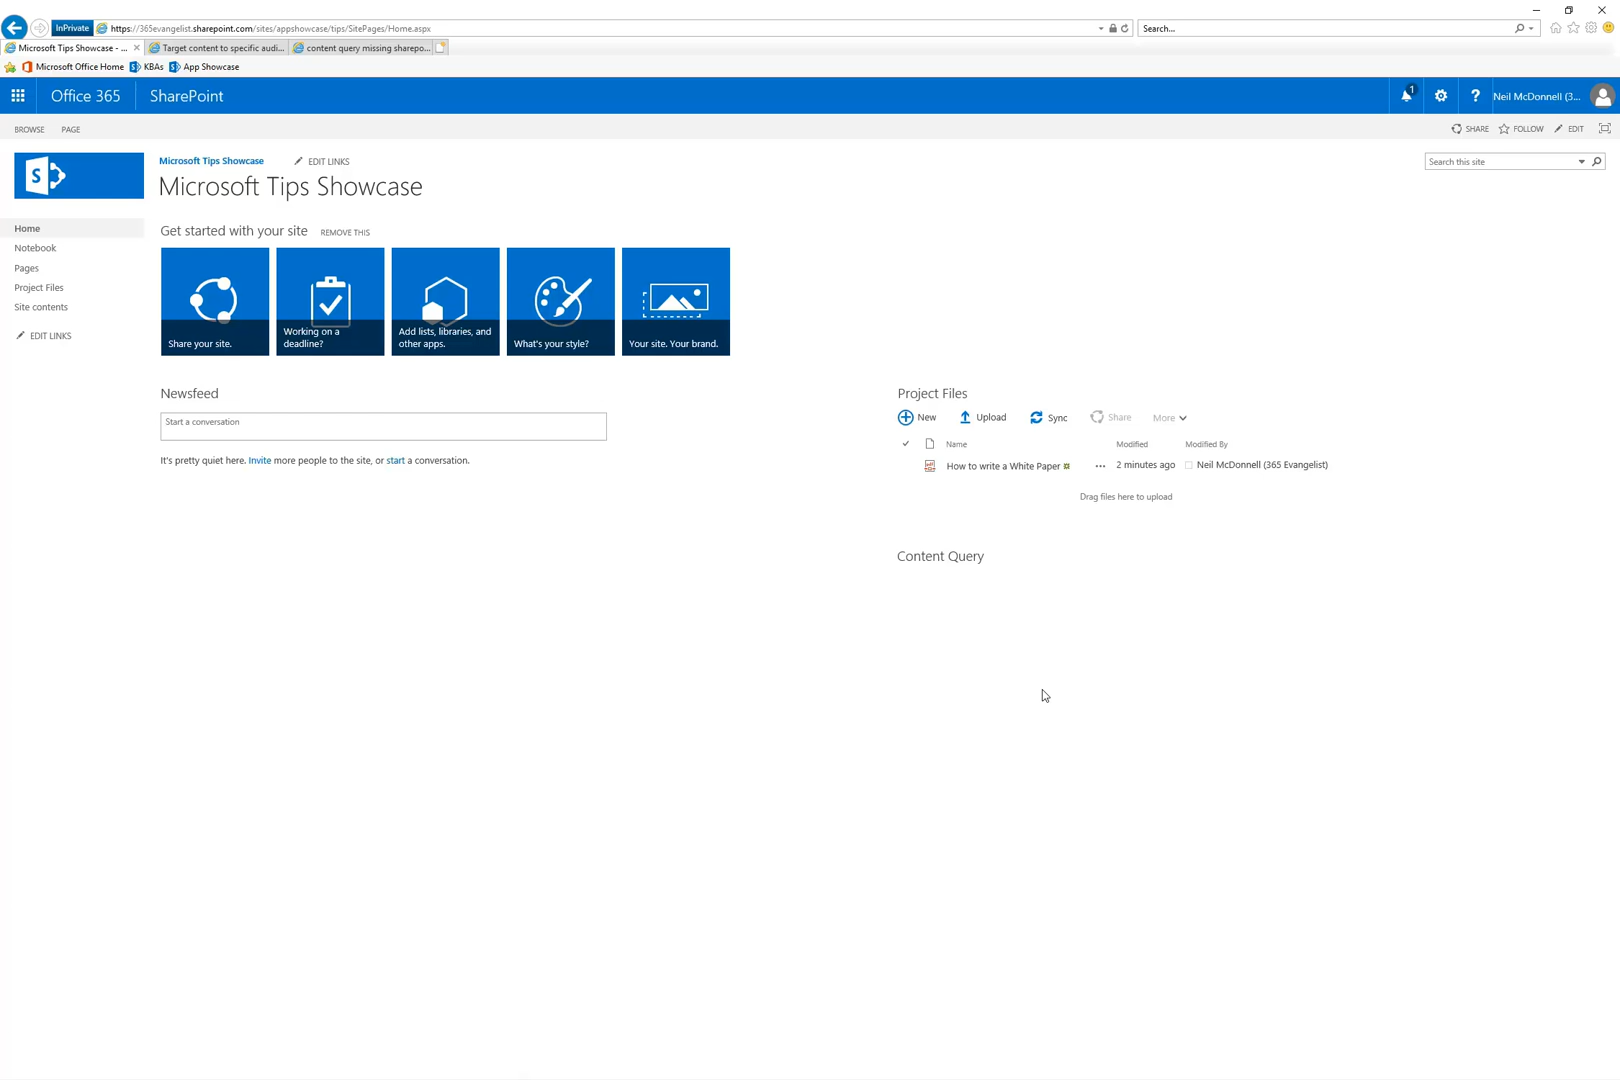 InPrivate https://365evangelist.sharepoint.com/sites/appshowcase/tips/SitePages/Home.aspx Search...
Microsoft Tips Showcase - ... Target content to specific audi... content query missing sharepo...
Microsoft Office Home KBAs App Showcase
Office 365 SharePoint 1 ? Neil McDonnell (3...
BROWSE PAGE SHARE FOLLOW EDIT
S
Microsoft Tips Showcase EDIT LINKS Search this site
Microsoft Tips Showcase
Home
Notebook
Pages
Project Files
Site contents
EDIT LINKS
Get started with your site REMOVE THIS
Share your site.
Working on a
deadline?
Add lists, libraries, and
other apps.
What's your style?
Your site. Your brand.
Newsfeed
Start a conversation
It's pretty quiet here. Invite more people to the site, or start a conversation.
Project Files
New Upload Sync Share More
Name Modified Modified By
How to write a White Paper ... 2 minutes ago Neil McDonnell (365 Evangelist)
Drag files here to upload
Content Query